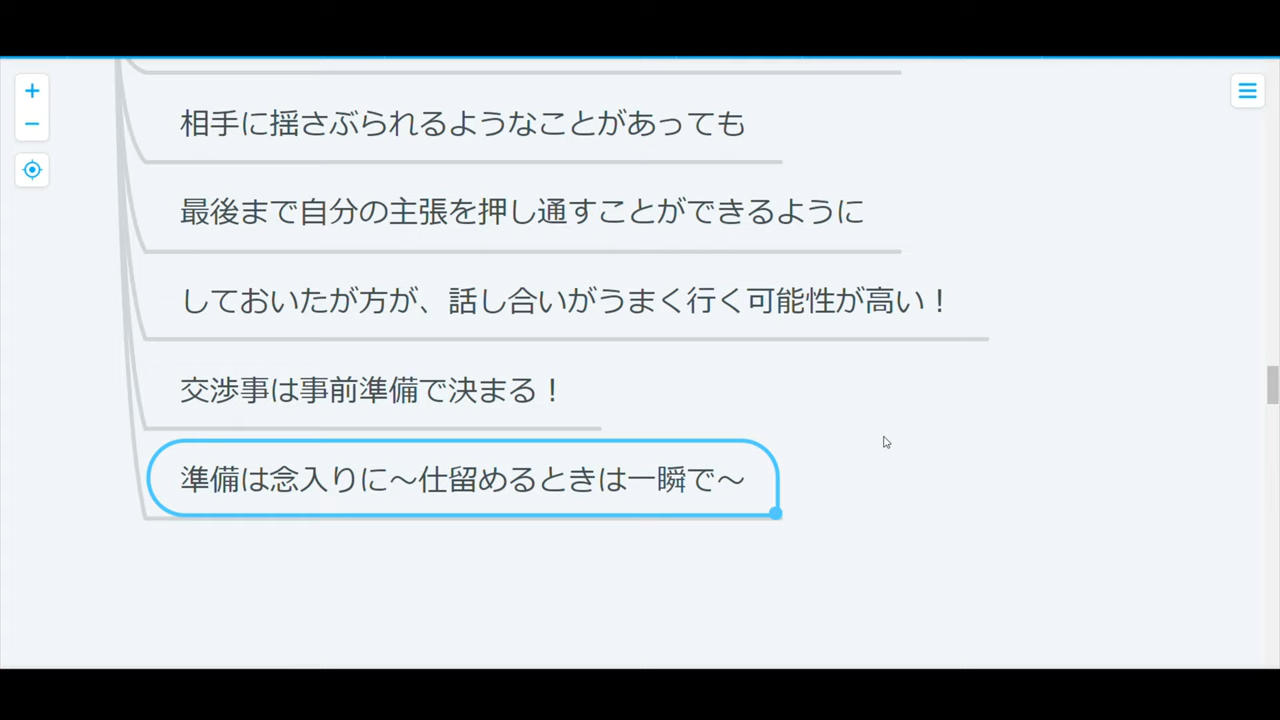 相手に揺さぶられるようなことがあっても
最後まで自分の主張を押し通すことができるように
しておいたが方が、話し合いがうまく行く可能性が高い！
交渉事は事前準備で決まる！
準備は念入りに〜仕留めるときは一瞬で〜